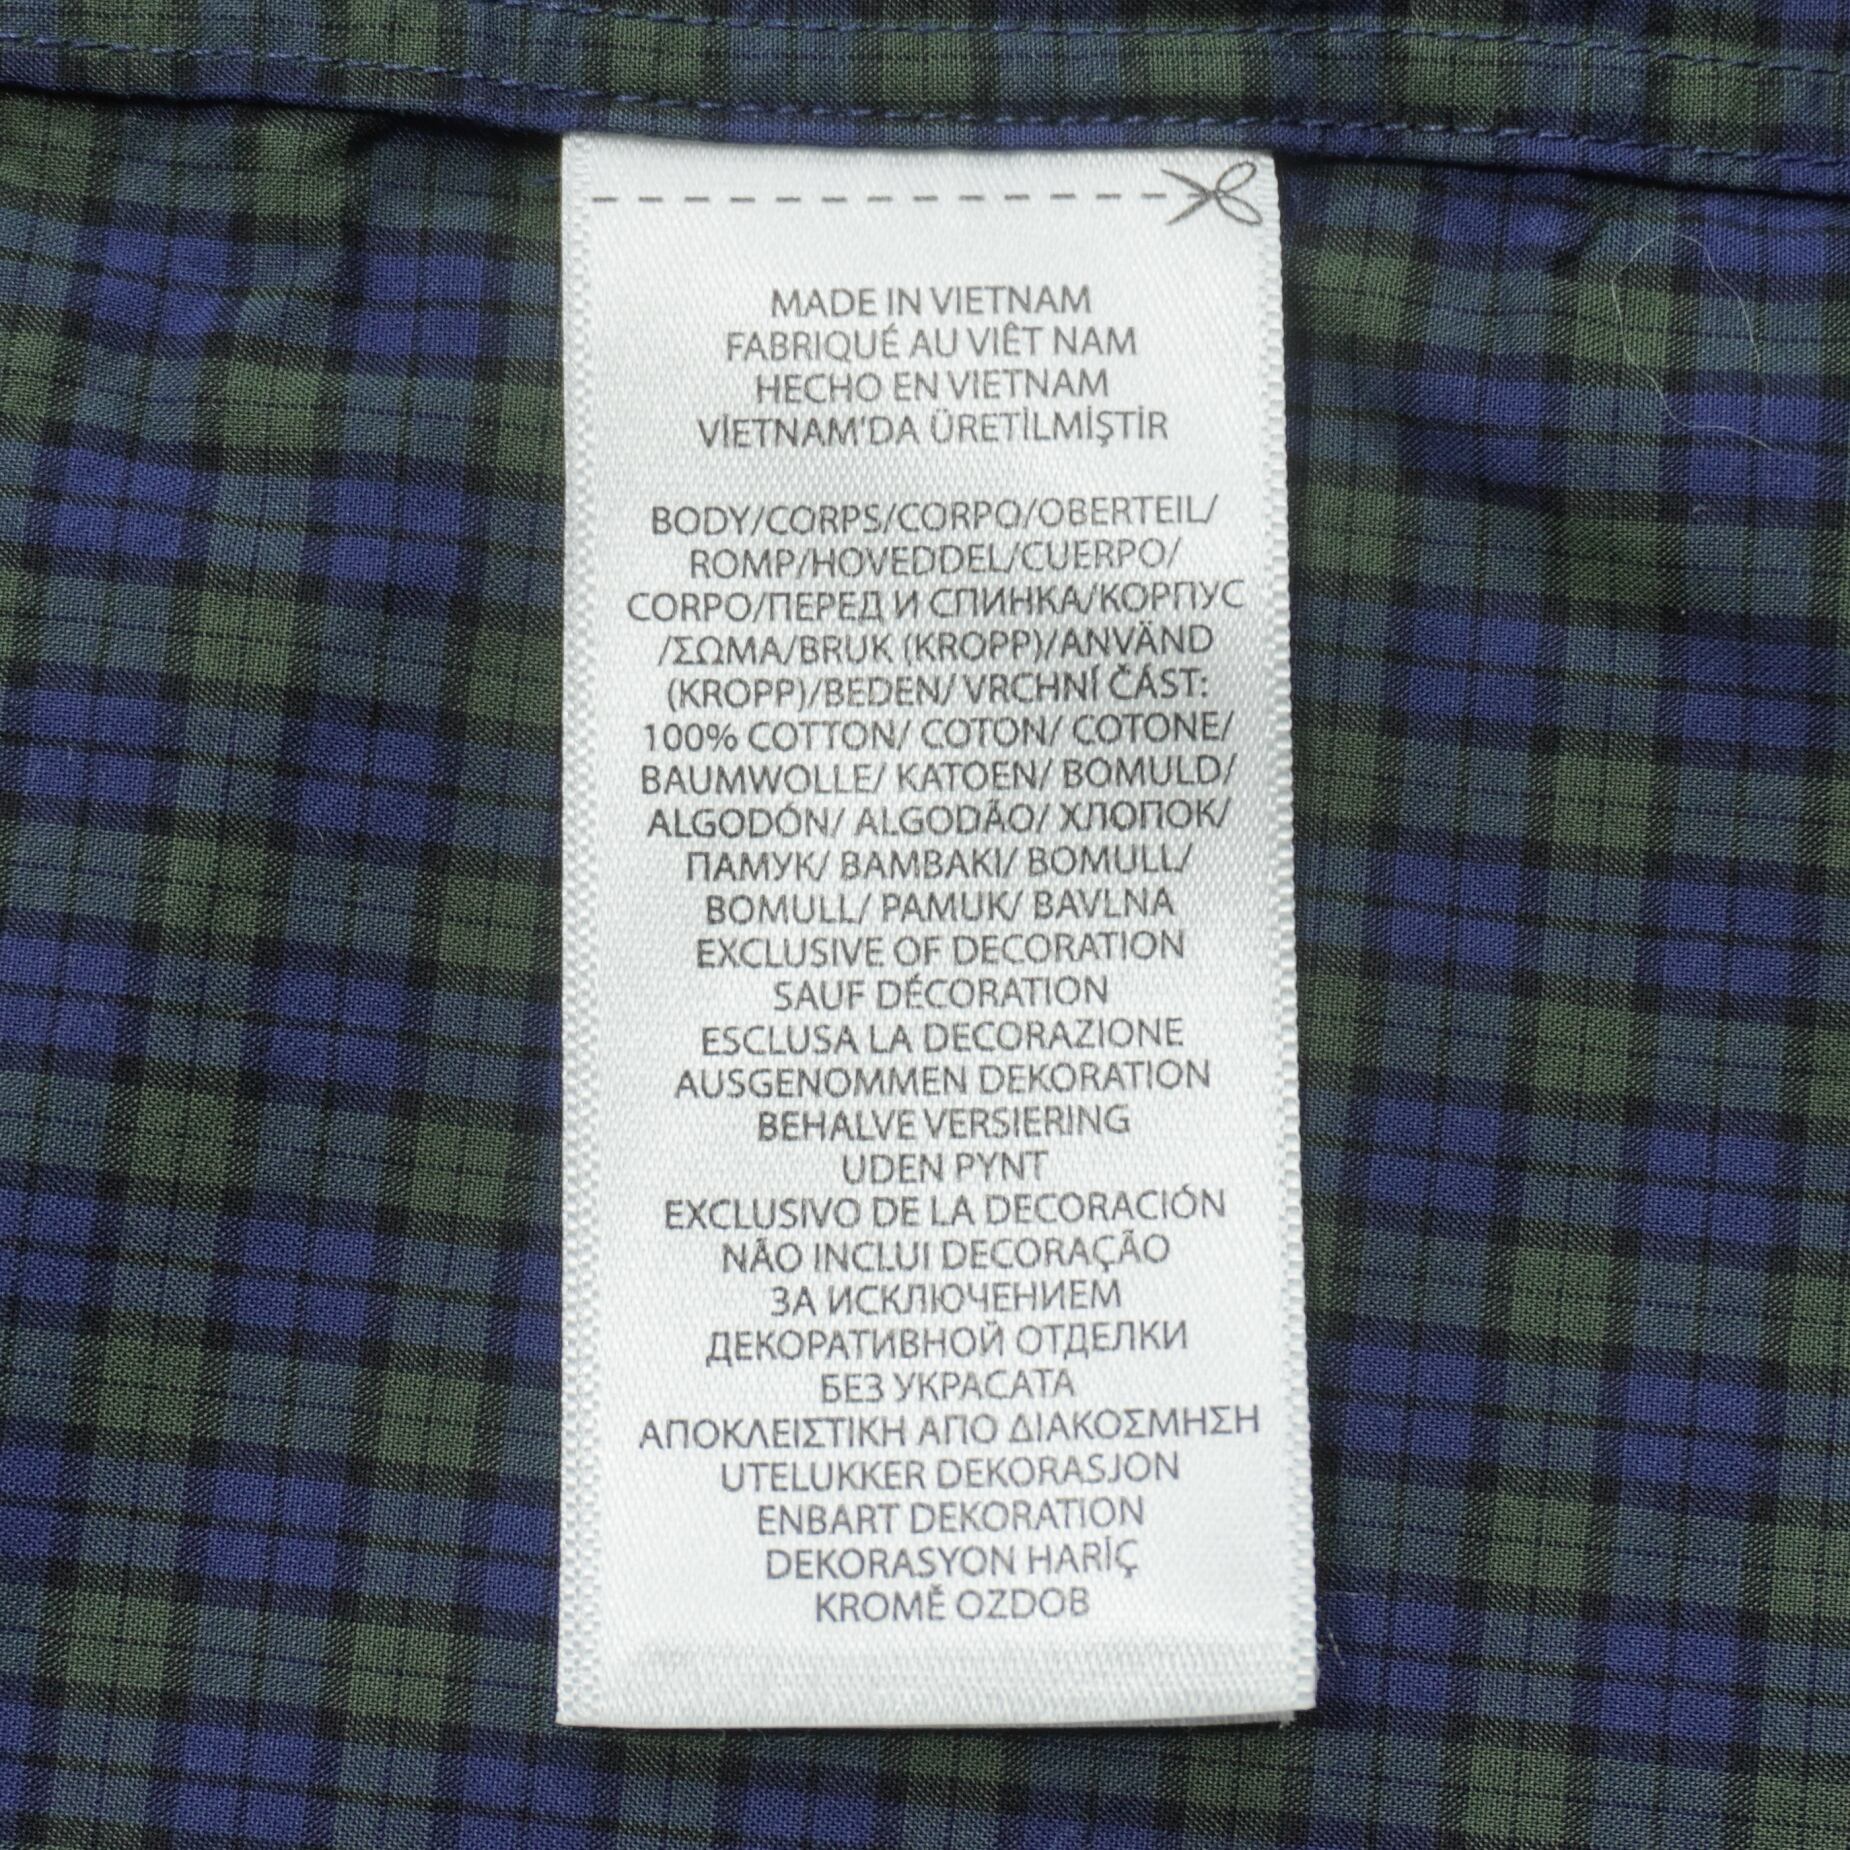 MADE IN VIETNAM
FABRIQUÉ AU VIÊT NAM
HECHO EN VIETNAM
VİETNAM'DA ÜRETİLMİŞTİR
BODY/CORPS/CORPO/OBERTEIL/
ROMP/HOVEDDEL/CUERPO/
CORPO/ПЕРЕД И СПИНКА/КОРПУС
/ΣΩΜΑ/BRUK (KROPP)/ANVÄND
(KROPP)/BEDEN/ VRCHNÍ ČÁST:
100% COTTON/ COTON/ COTONE/
BAUMWOLLE/ KATOEN/ BOMULD/
ALGODÓN/ ALGODÃO/ ХЛОПОК/
ПАМУК/ ΒΑΜΒΑΚΙ/ BOMULL/
BOMULL/ PAMUK/ BAVLNA
EXCLUSIVE OF DECORATION
SAUF DÉCORATION
ESCLUSA LA DECORAZIONE
AUSGENOMMEN DEKORATION
BEHALVE VERSIERING
UDEN PYNT
EXCLUSIVO DE LA DECORACIÓN
NÃO INCLUI DECORAÇÃO
ЗА ИСКЛЮЧЕНИЕМ
ДЕКОРАТИВНОЙ ОТДЕЛКИ
БЕЗ УКРАСАТА
ΑΠΟΚΛΕΙΣΤΙΚΗ ΑΠΟ ΔΙΑΚΟΣΜΗΣΗ
UTELUKKER DEKORASJON
ENBART DEKORATION
DEKORASYON HARİÇ
KROMĚ OZDOB